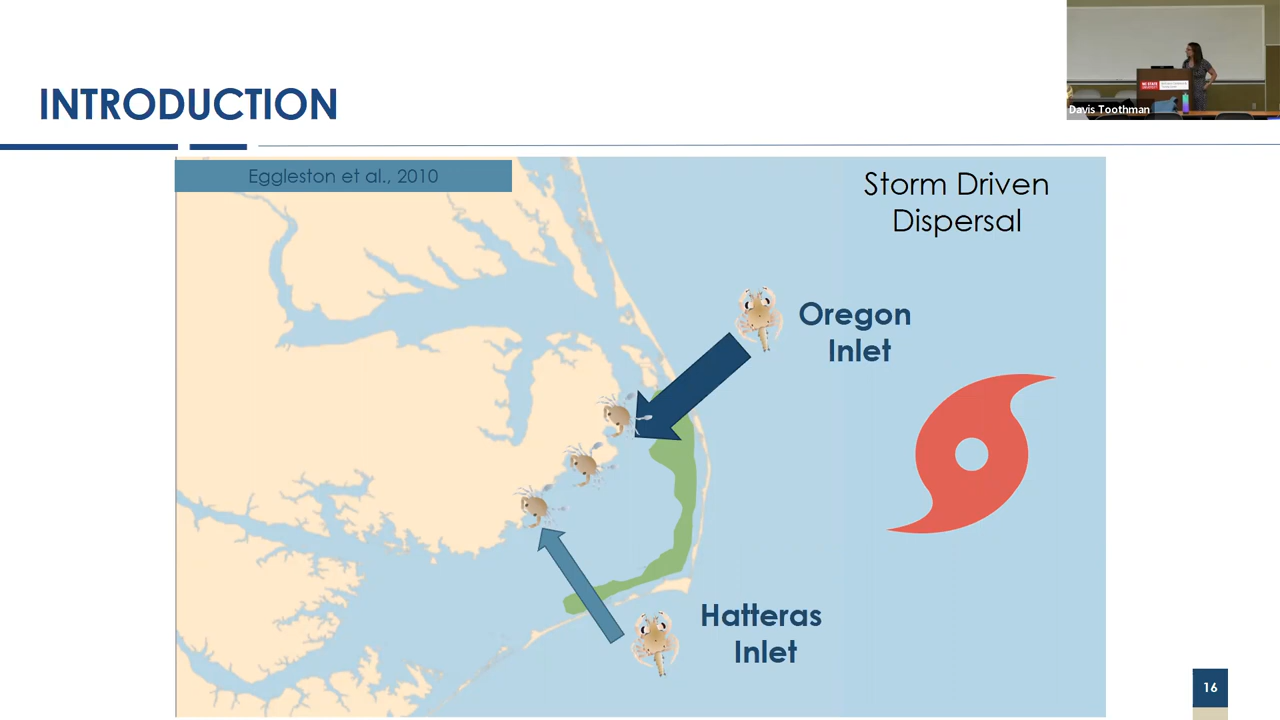 INTRODUCTION
Davis Toothman
Eggleston et al., 2010
Storm Driven
Dispersal
Oregon
Inlet
Hatteras
Inlet
16